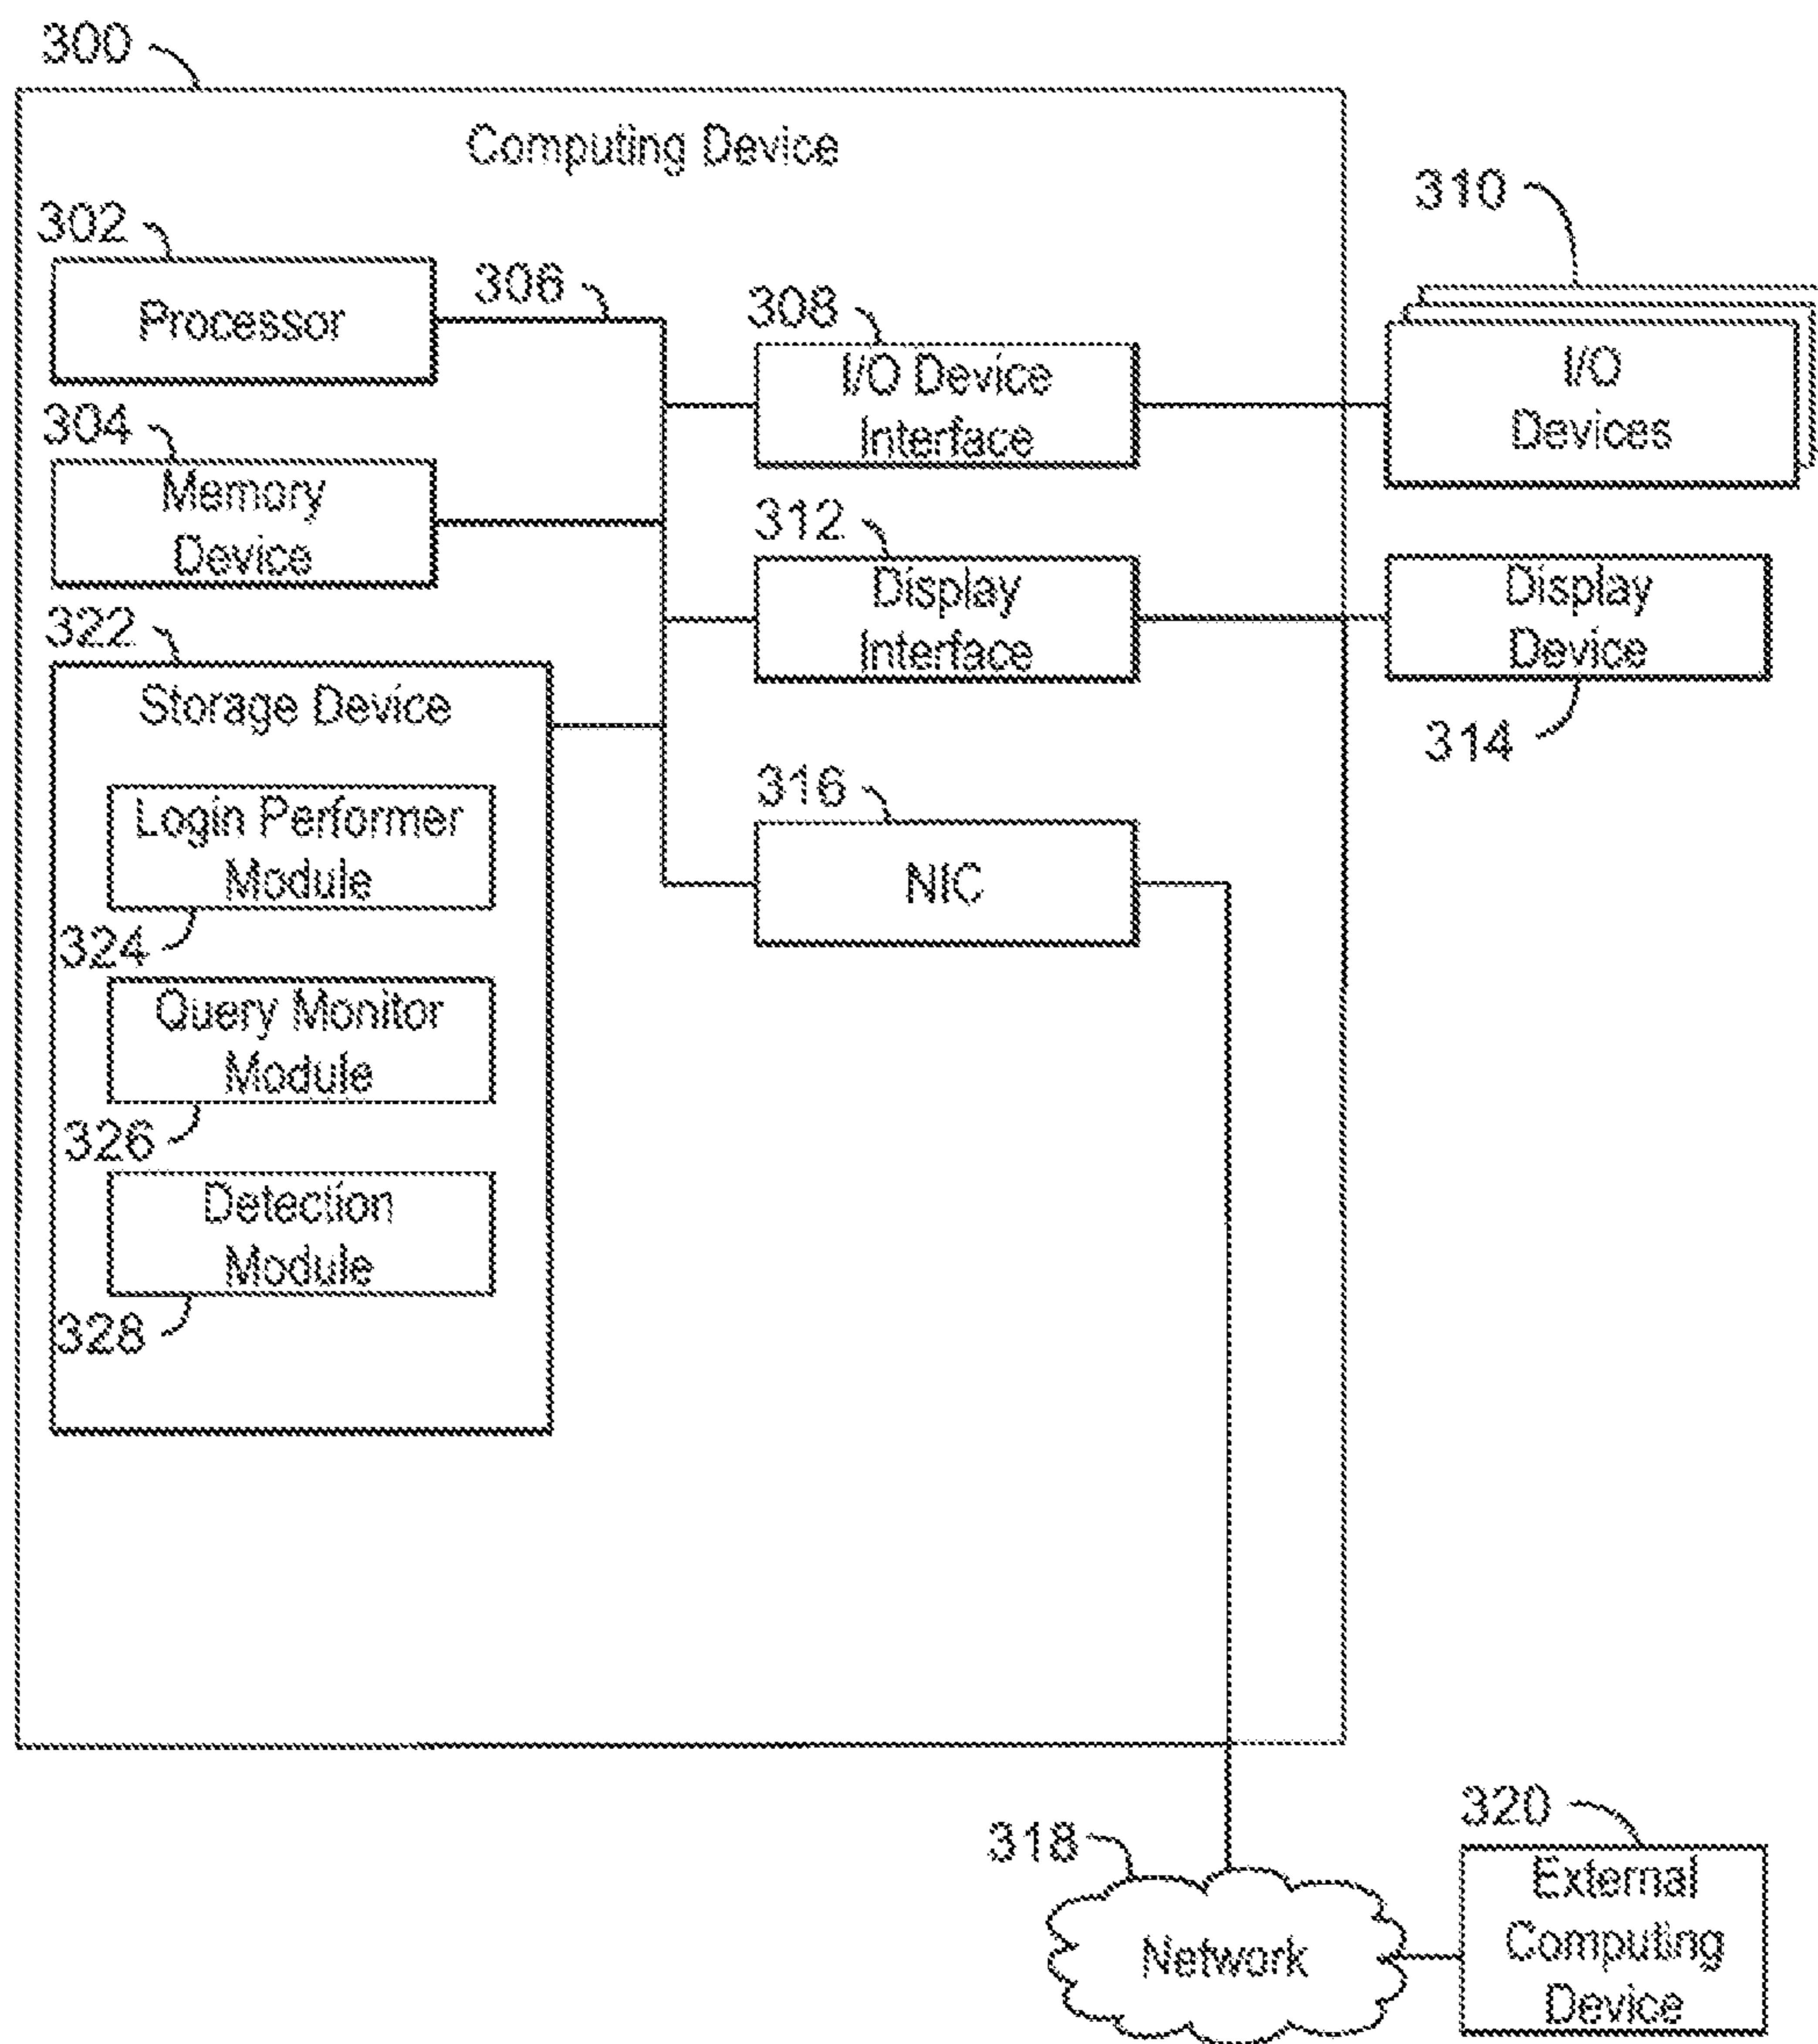 300
Computing Device
302
Processor
306
308
I/O Device
Interface
310
I/O
Devices
304
Memory
Device
312
Display
Interface
Display
Device
314
322
Storage Device
Login Performer
Module
324
Query Monitor
Module
326
Detection
Module
328
316
NIC
318
Network
320
External
Computing
Device